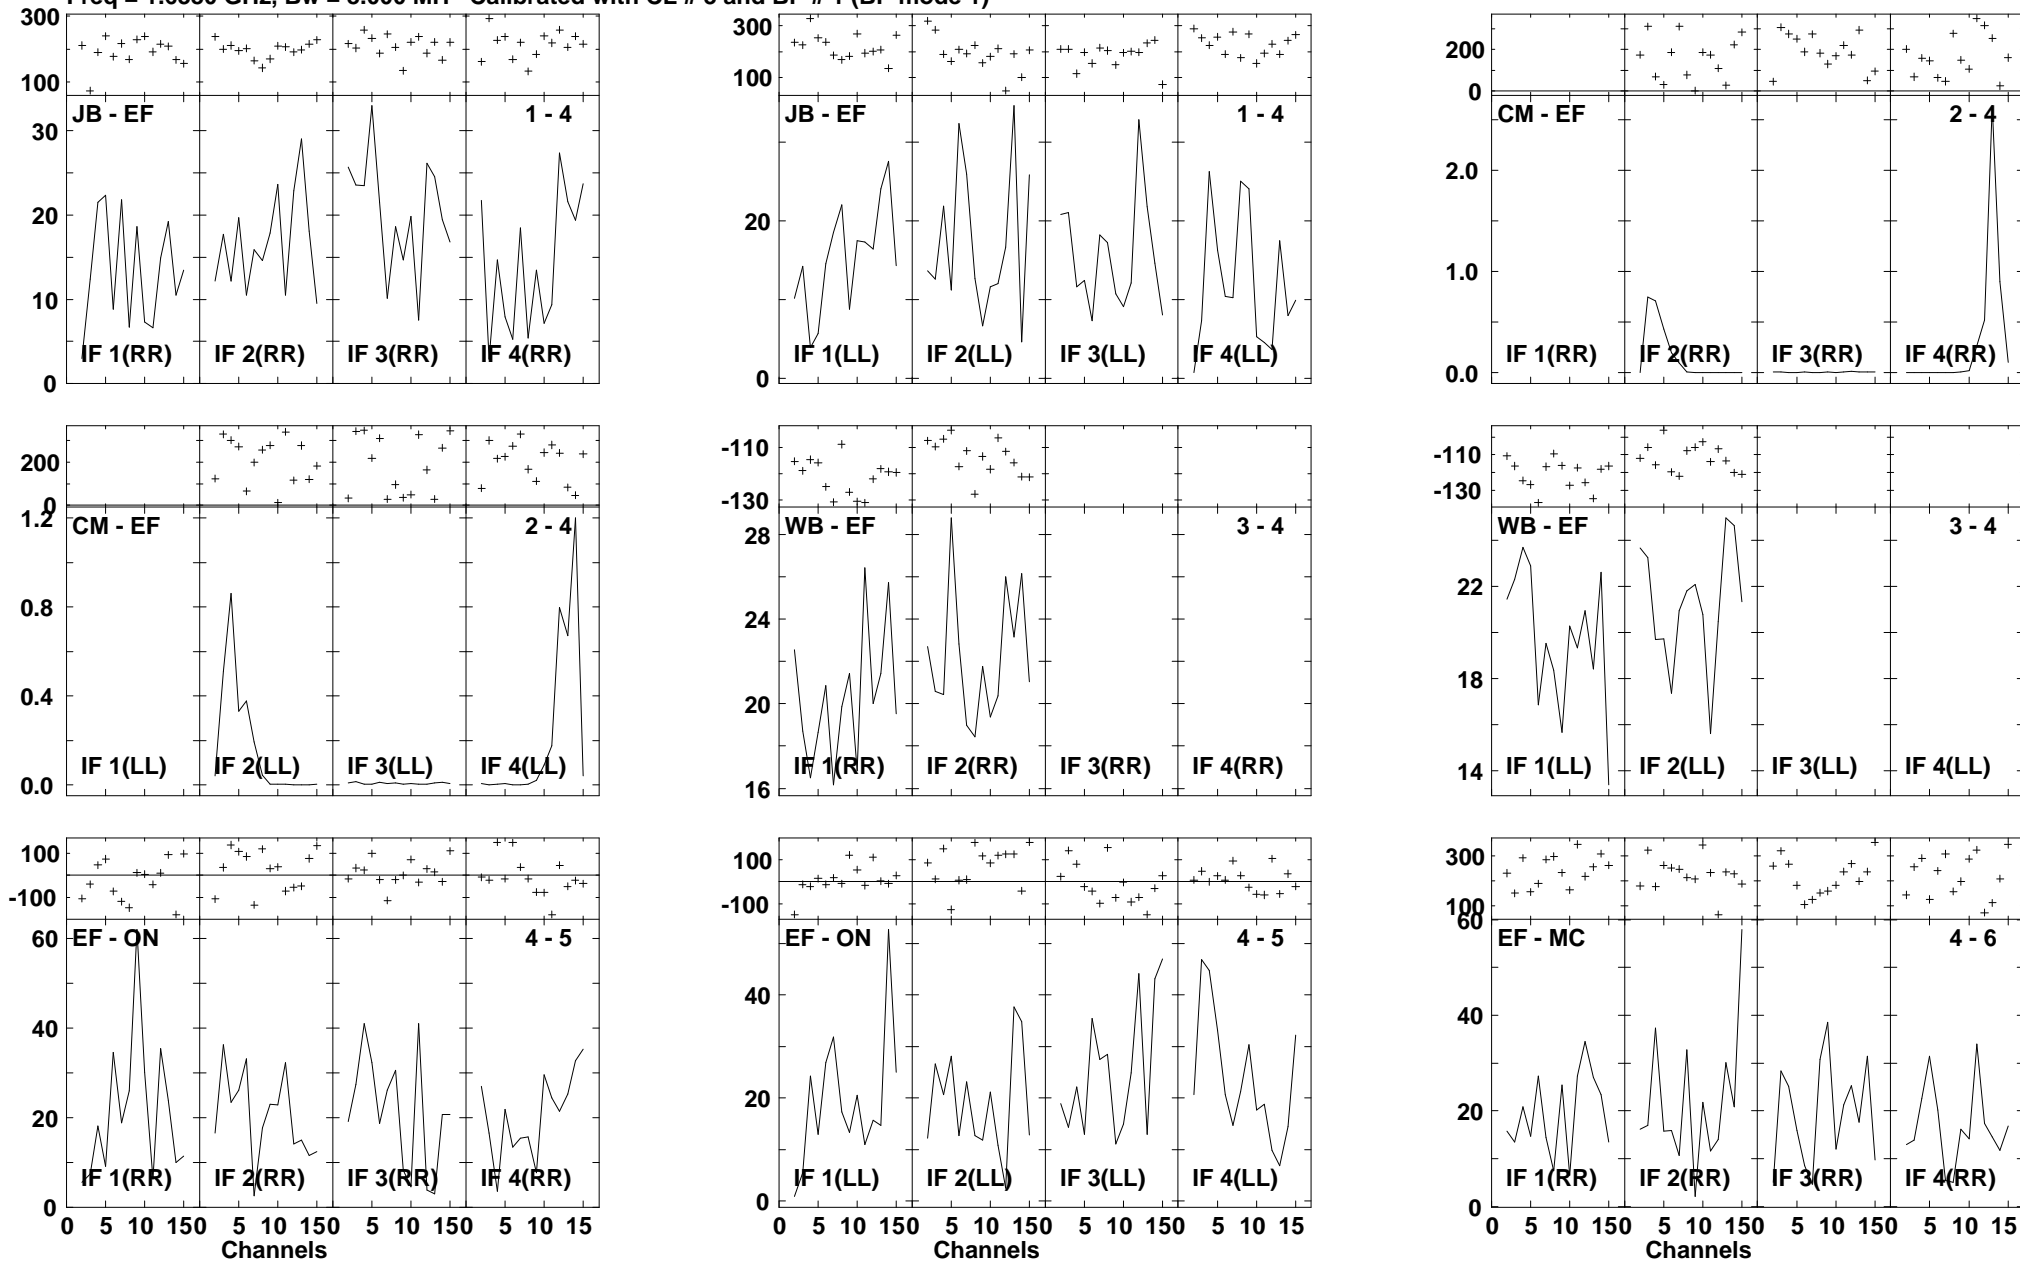 300
100
JB - EF
1 - 4
30
20
10
0
IF 1(RR) IF 2(RR) IF 3(RR) IF 4(RR)
300
100
JB - EF
1 - 4
20
0
IF 1(LL) IF 2(LL) IF 3(LL) IF 4(LL)
200
0
CM - EF
2 - 4
2.0
1.0
0.0
IF 1(RR) IF 2(RR) IF 3(RR) IF 4(RR)
200
0
CM - EF
2 - 4
1.2
0.8
0.4
0.0
IF 1(LL) IF 2(LL) IF 3(LL) IF 4(LL)
-110
-130
WB - EF
3 - 4
28
24
20
16
IF 1(RR) IF 2(RR) IF 3(RR) IF 4(RR)
-110
-130
WB - EF
3 - 4
22
18
14
IF 1(LL) IF 2(LL) IF 3(LL) IF 4(LL)
100
-100
EF - ON
4 - 5
60
40
20
0
IF 1(RR) IF 2(RR) IF 3(RR) IF 4(RR)
0 5 10 15 0 5 10 15 0 5 10 15 0 5 10 15
Channels
100
-100
EF - ON
4 - 5
40
20
0
IF 1(LL) IF 2(LL) IF 3(LL) IF 4(LL)
0 5 10 15 0 5 10 15 0 5 10 15 0 5 10 15
Channels
300
100
EF - MC
4 - 6
60
40
20
0
IF 1(RR) IF 2(RR) IF 3(RR) IF 4(RR)
0 5 10 15 0 5 10 15 0 5 10 15 0 5 10 15
Channels